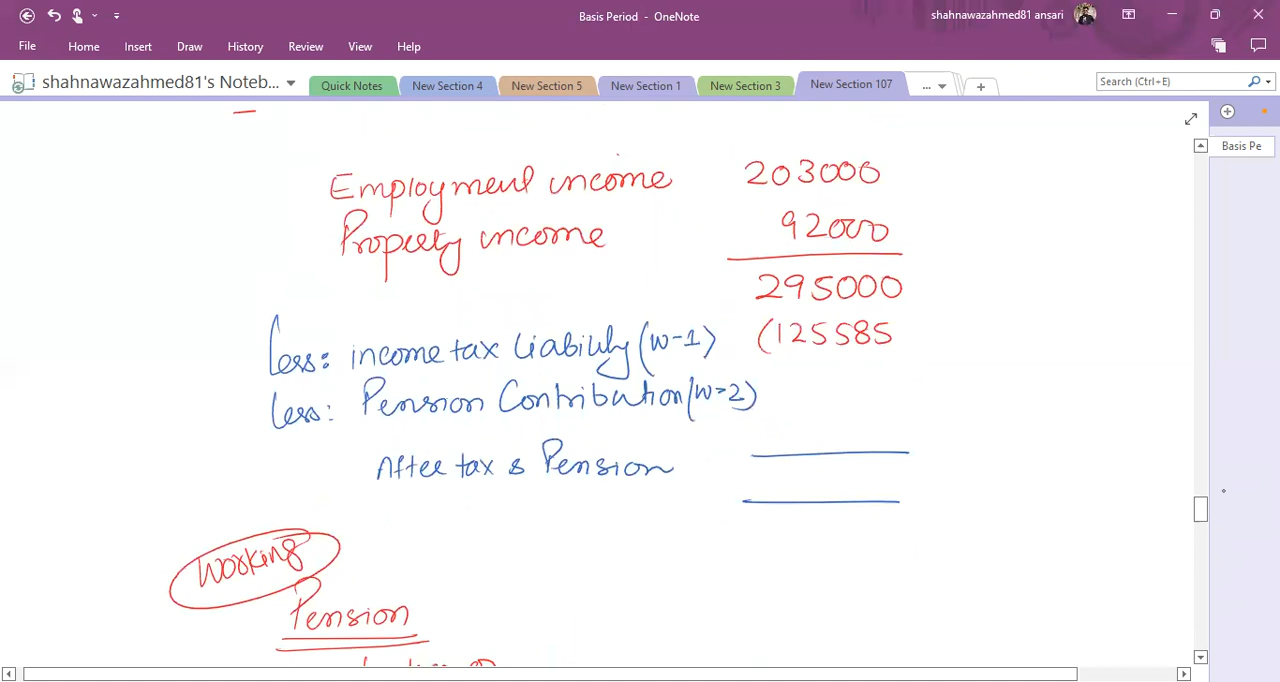 Basis Period - OneNote
shahnawazahmed81 ansari
File Home Insert Draw History Review View Help
shahnawazahmed81's Noteb...
Quick Notes New Section 4 New Section 5 New Section 1 New Section 3 New Section 107 ...
Search (Ctrl+E)
Basis Pe
Employment income 203000
Property income 92000
295000
Less: income tax Liability (W-1) (125585
Less: Pension Contribution (W-2)
After tax & Pension
Working
Pension